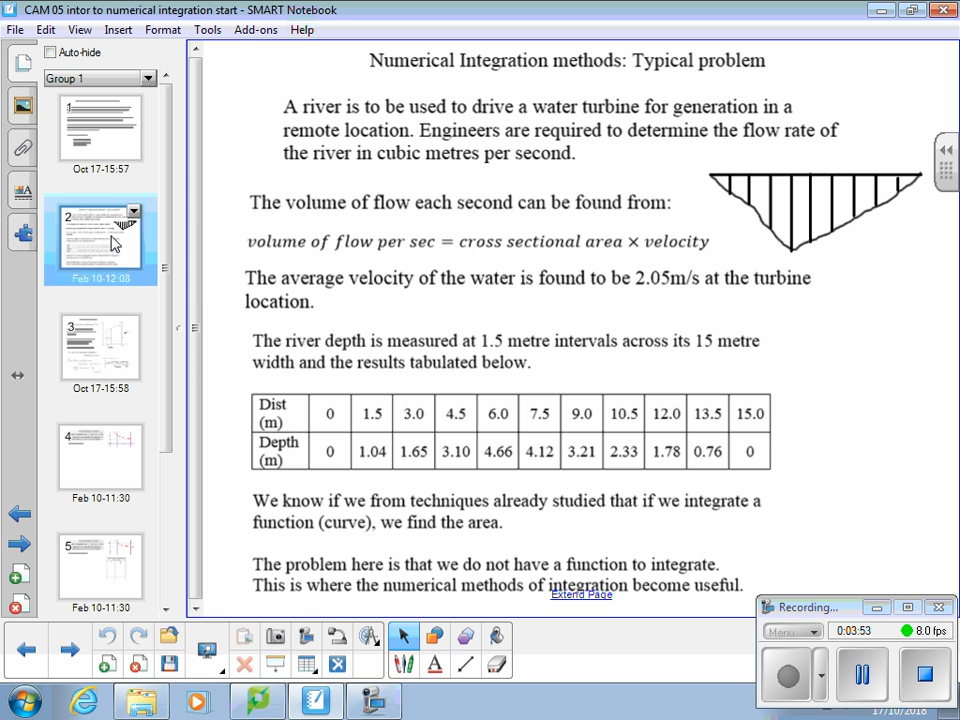 CAM 05 intor to numerical integration start - SMART Notebook
File Edit View Insert Format Tools Add-ons Help
Auto-hide
Group 1
1
Oct 17-15:57
2
Feb 10-12:08
3
Oct 17-15:58
4
Feb 10-11:30
5
Feb 10-11:30
Numerical Integration methods: Typical problem
A river is to be used to drive a water turbine for generation in a
remote location. Engineers are required to determine the flow rate of
the river in cubic metres per second.
The volume of flow each second can be found from:
volume of flow per sec = cross sectional area × velocity
The average velocity of the water is found to be 2.05m/s at the turbine
location.
The river depth is measured at 1.5 metre intervals across its 15 metre
width and the results tabulated below.
Dist (m) 0 1.5 3.0 4.5 6.0 7.5 9.0 10.5 12.0 13.5 15.0
Depth (m) 0 1.04 1.65 3.10 4.66 4.12 3.21 2.33 1.78 0.76 0
We know if we from techniques already studied that if we integrate a
function (curve), we find the area.
The problem here is that we do not have a function to integrate.
This is where the numerical methods of integration become useful.
Extend Page
Recording...
Menu
0:03:53
8.0 fps
17/10/2018